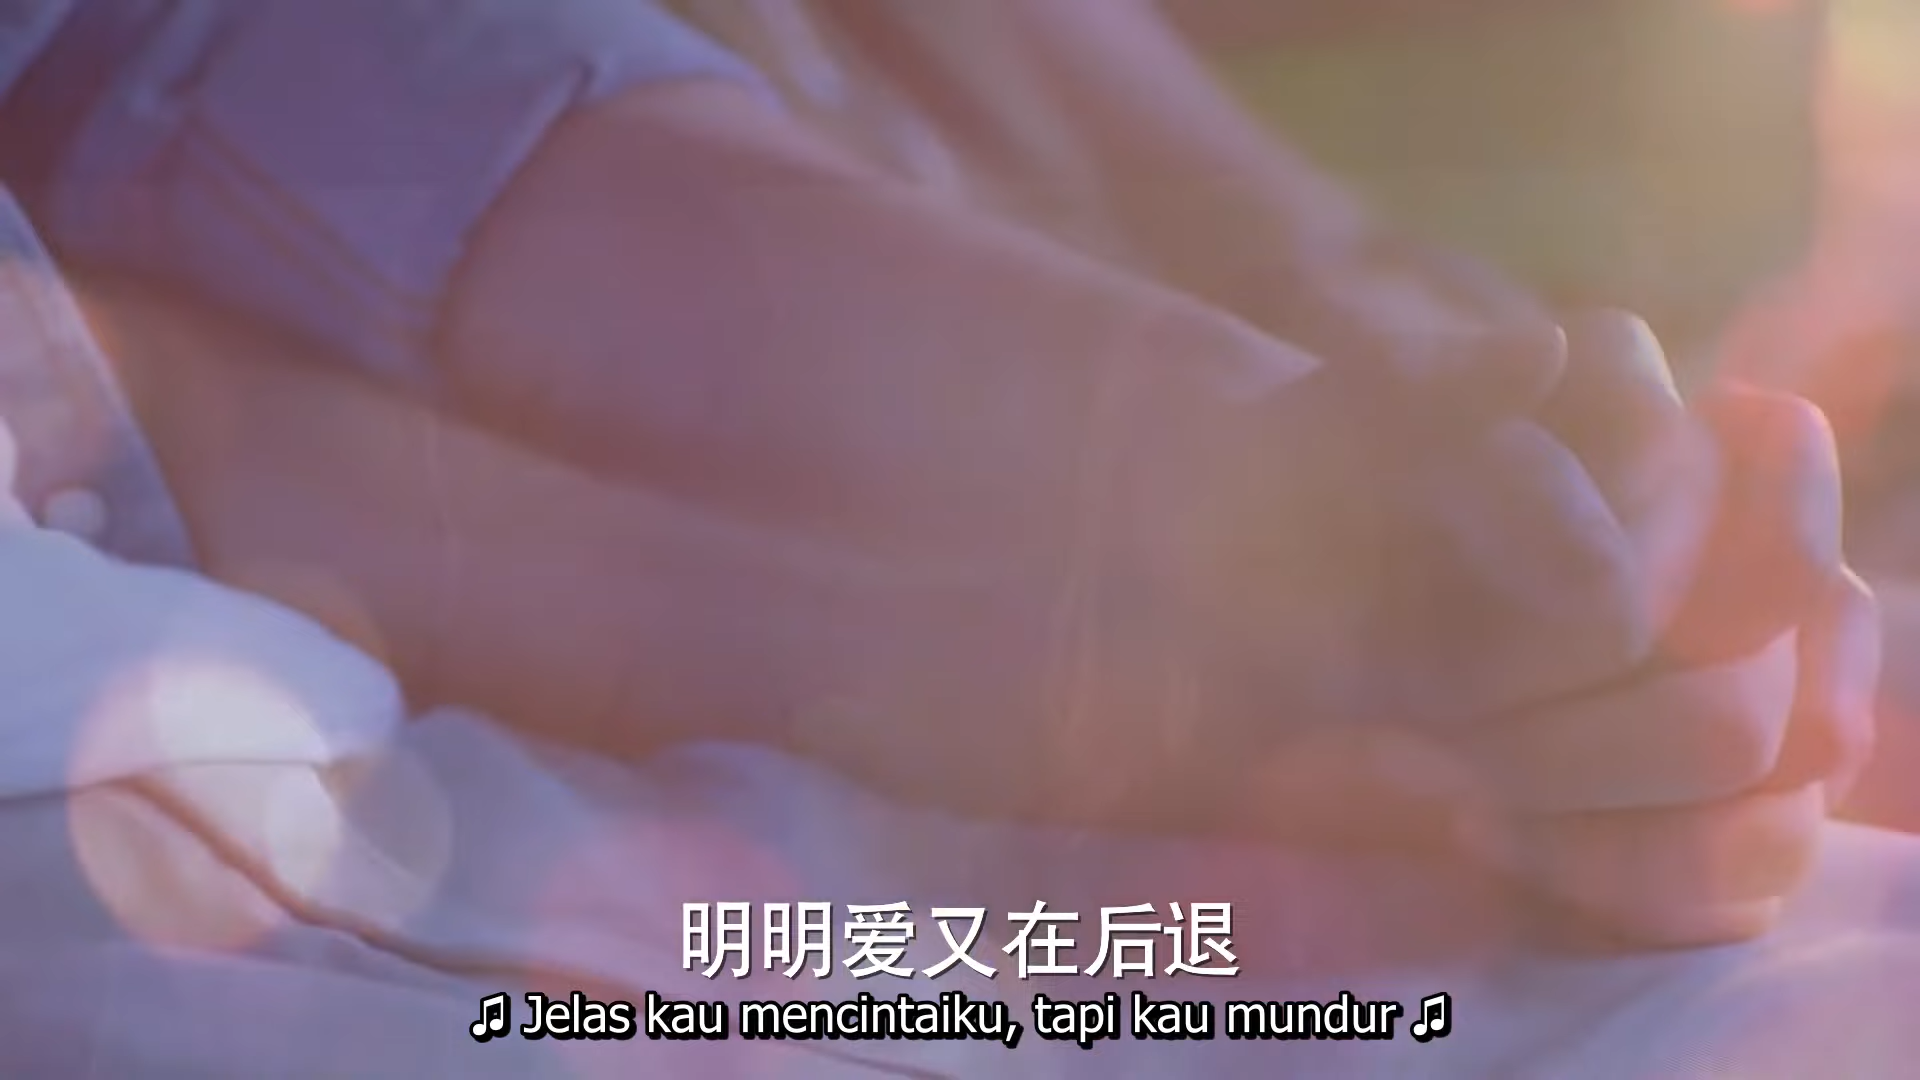 明明爱又在后退
♫ Jelas kau mencintaiku, tapi kau mundur ♫